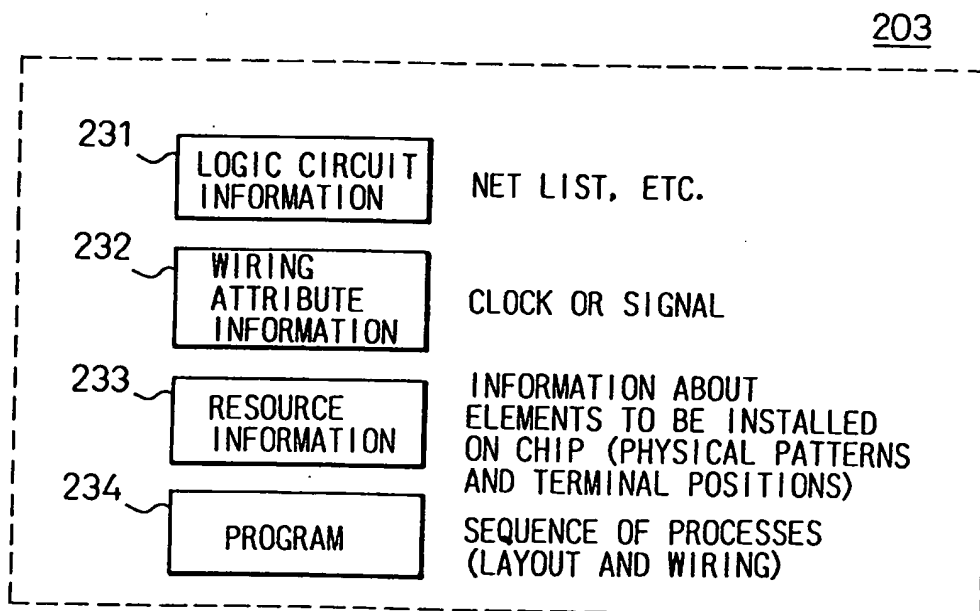 203
231
LOGIC CIRCUIT
INFORMATION
NET LIST, ETC.
232
WIRING
ATTRIBUTE
INFORMATION
CLOCK OR SIGNAL
233
RESOURCE
INFORMATION
INFORMATION ABOUT
ELEMENTS TO BE INSTALLED
ON CHIP (PHYSICAL PATTERNS
AND TERMINAL POSITIONS)
234
PROGRAM
SEQUENCE OF PROCESSES
(LAYOUT AND WIRING)